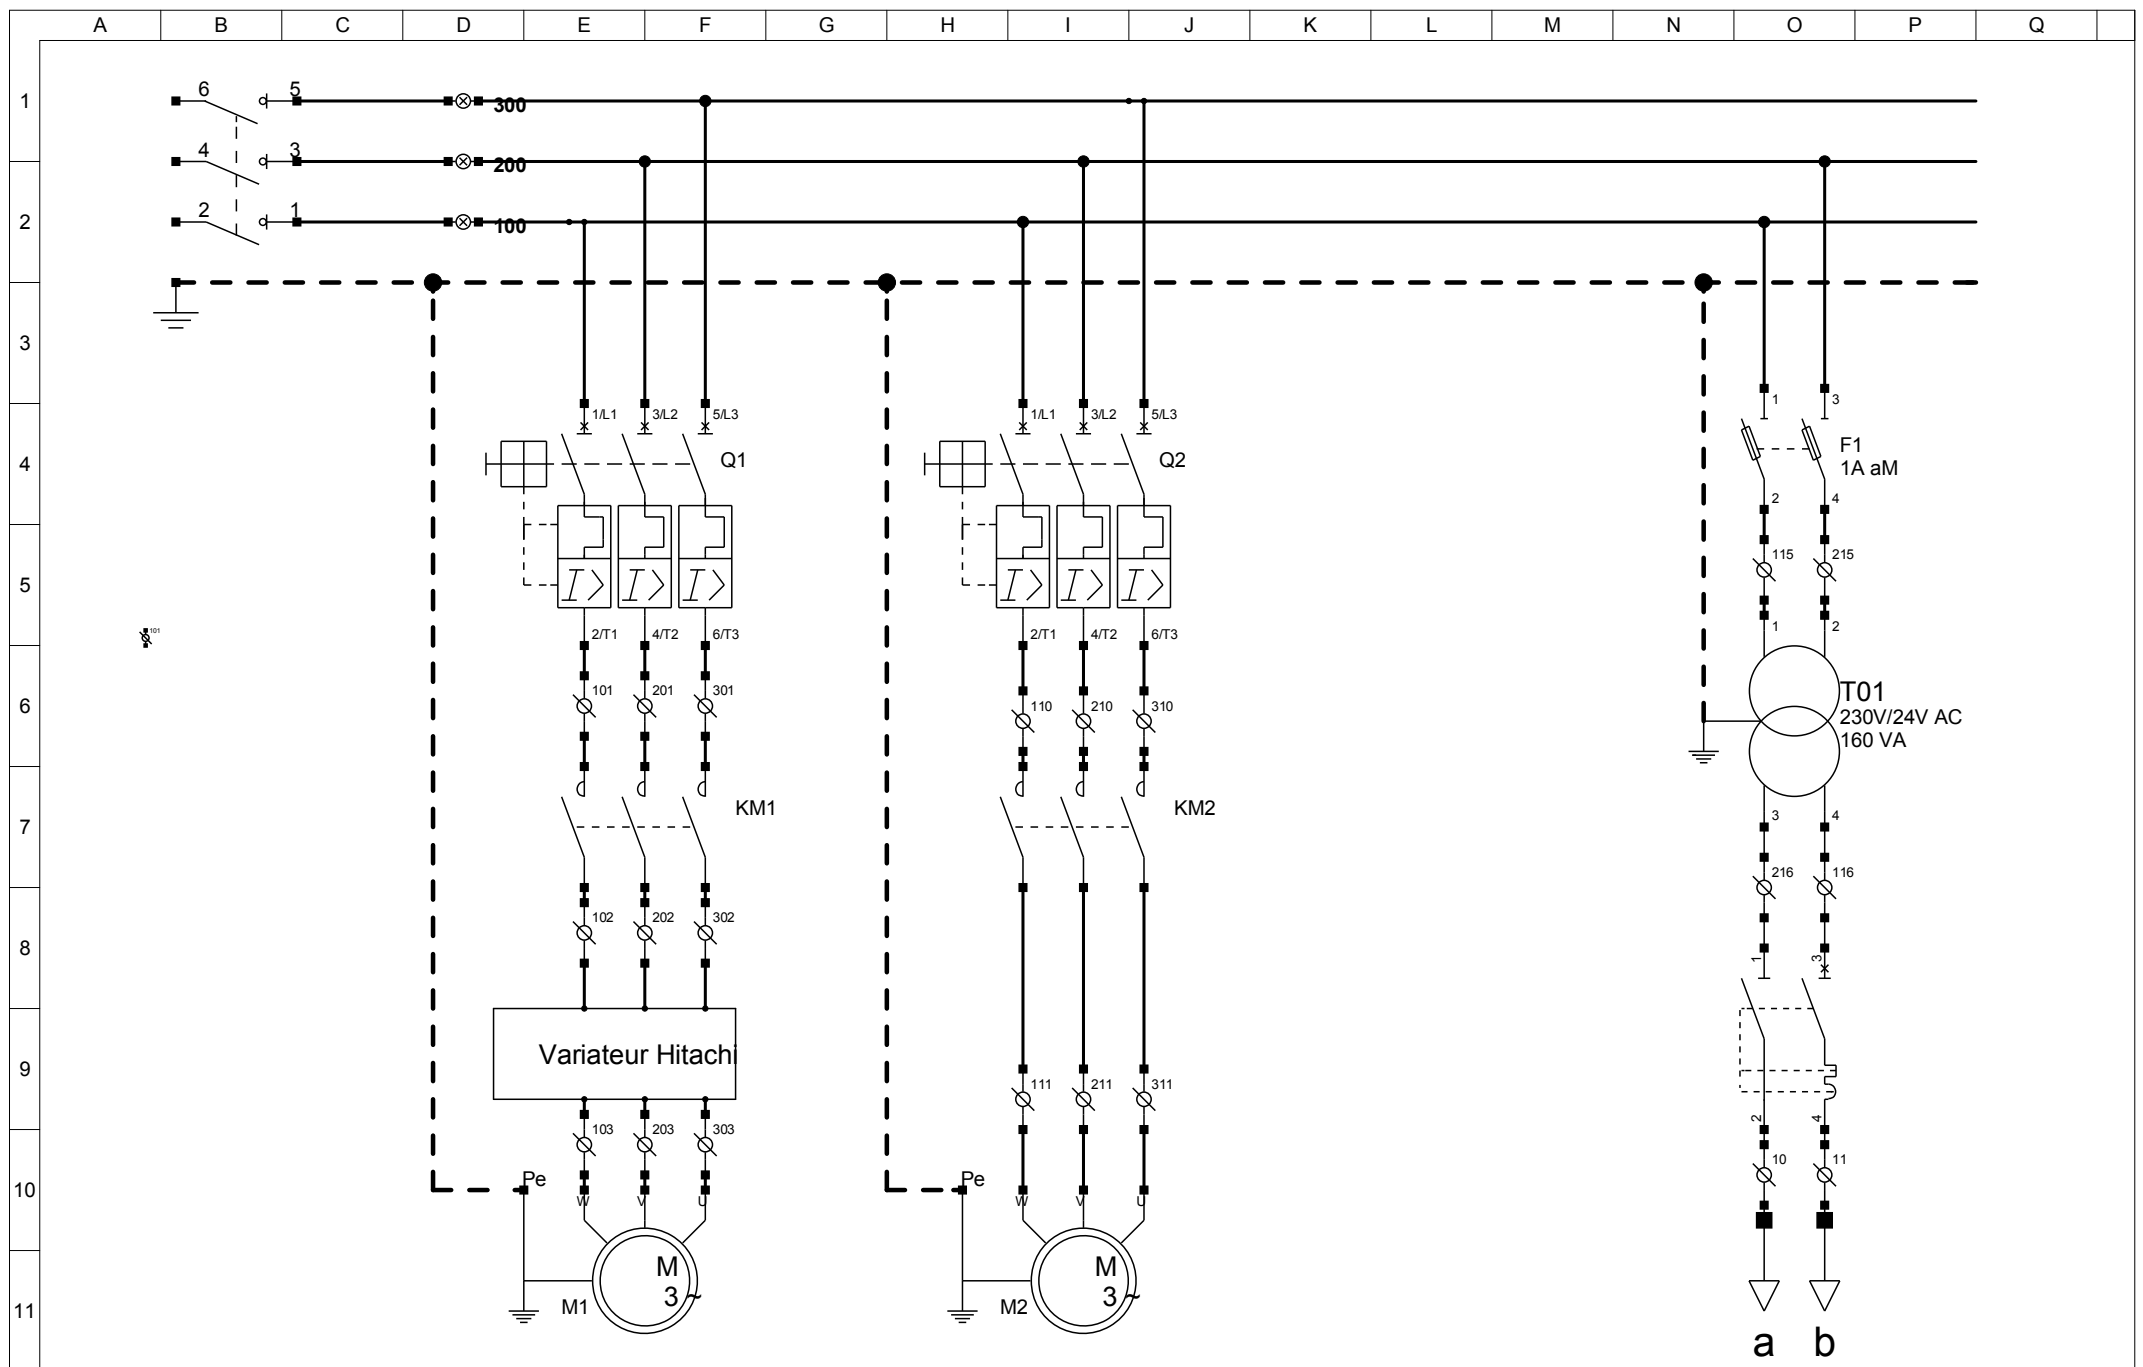 A B C D E F G H I J K L M N O P Q
1
6 5
300
4 3
200
2
2 1
100
3
1/L1 3/L2 5/L3
1/L1 3/L2 5/L3
1 3
4
Q1
Q2
F1
1A aM
2 4
115 215
5
101
2/T1 4/T2 6/T3
2/T1 4/T2 6/T3
1 2
6
101 201 301
110 210 310
T01
230V/24V AC
160 VA
7
KM1
KM2
3 4
216 116
102 202 302
8
1 3
9
Variateur Hitachi
111 211 311
103 203 303
2 4
10
Pe
W V U
Pe
W V U
10 11
11
M
3 ~
M1
M
3 ~
M2
a b